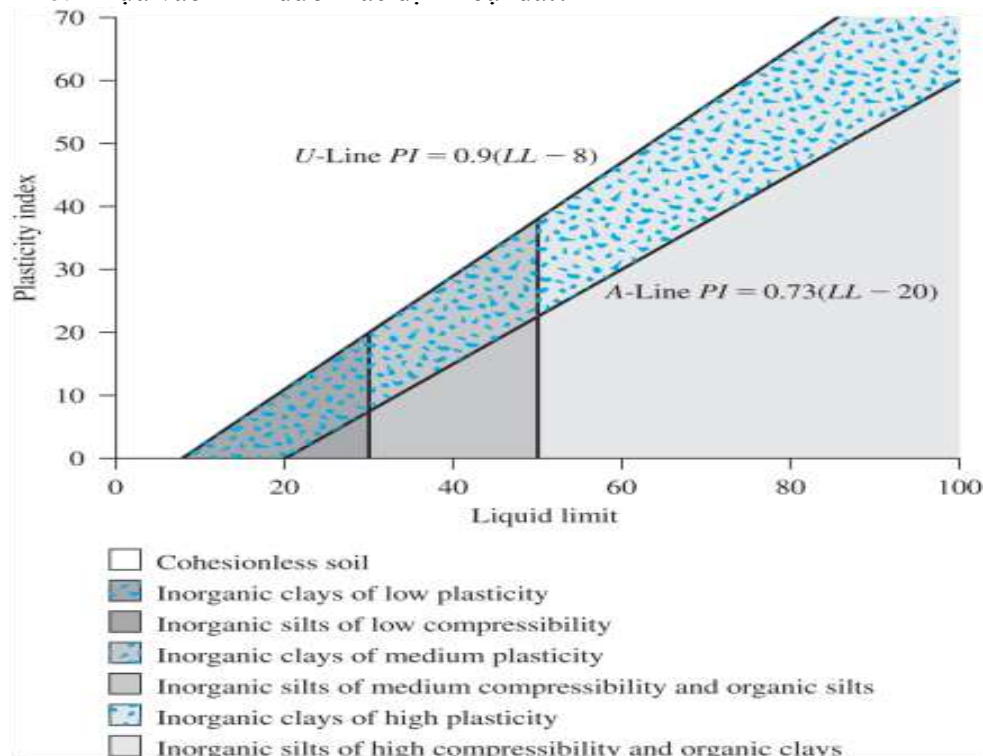 70
60
50
40
30
20
10
0
Plasticity index
U-Line PI = 0.9(LL − 8)
A-Line PI = 0.73(LL − 20)
0 20 40 60 80 100
Liquid limit
Cohesionless soil
Inorganic clays of low plasticity
Inorganic silts of low compressibility
Inorganic clays of medium plasticity
Inorganic silts of medium compressibility and organic silts
Inorganic clays of high plasticity
Inorganic silts of high compressibility and organic clays